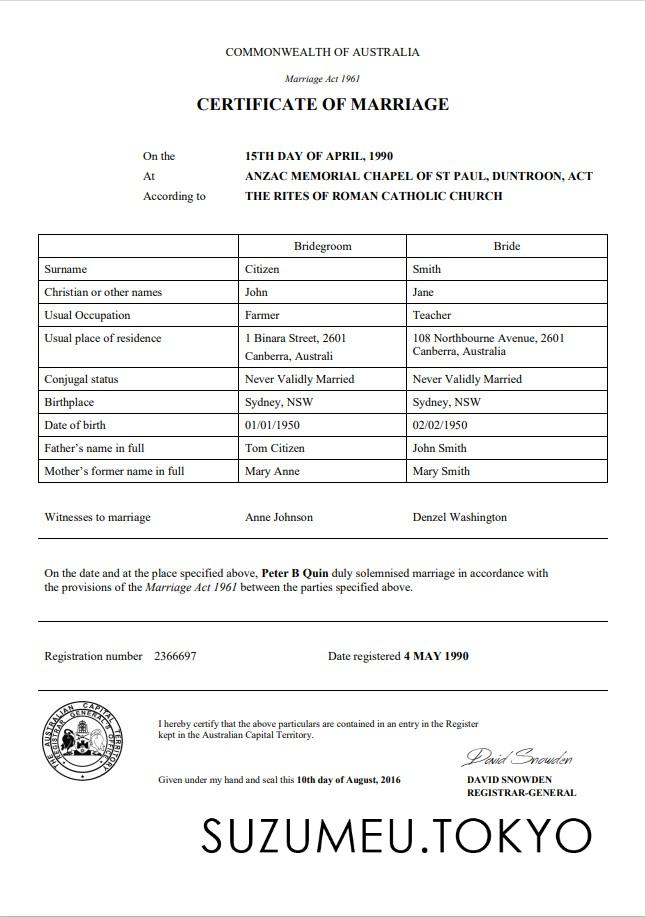 COMMONWEALTH OF AUSTRALIA
Marriage Act 1961
CERTIFICATE OF MARRIAGE
On the 15TH DAY OF APRIL, 1990
At ANZAC MEMORIAL CHAPEL OF ST PAUL, DUNTROON, ACT
According to THE RITES OF ROMAN CATHOLIC CHURCH
Bridegroom Bride
Surname Citizen Smith
Christian or other names John Jane
Usual Occupation Farmer Teacher
Usual place of residence 1 Binara Street, 2601 108 Northbourne Avenue, 2601
Canberra, Australi Canberra, Australia
Conjugal status Never Validly Married Never Validly Married
Birthplace Sydney, NSW Sydney, NSW
Date of birth 01/01/1950 02/02/1950
Father's name in full Tom Citizen John Smith
Mother's former name in full Mary Anne Mary Smith
Witnesses to marriage Anne Johnson Denzel Washington
On the date and at the place specified above, Peter B Quin duly solemnised marriage in accordance with
the provisions of the Marriage Act 1961 between the parties specified above.
Registration number 2366697 Date registered 4 MAY 1990
AUSTRALIAN CAPITAL TERRITORY
THE REGISTRAR GENERAL'S OFFICE
I hereby certify that the above particulars are contained in an entry in the Register
kept in the Australian Capital Territory.
David Snowden
Given under my hand and seal this 10th day of August, 2016 DAVID SNOWDEN
REGISTRAR-GENERAL
SUZUMEU.TOKYO